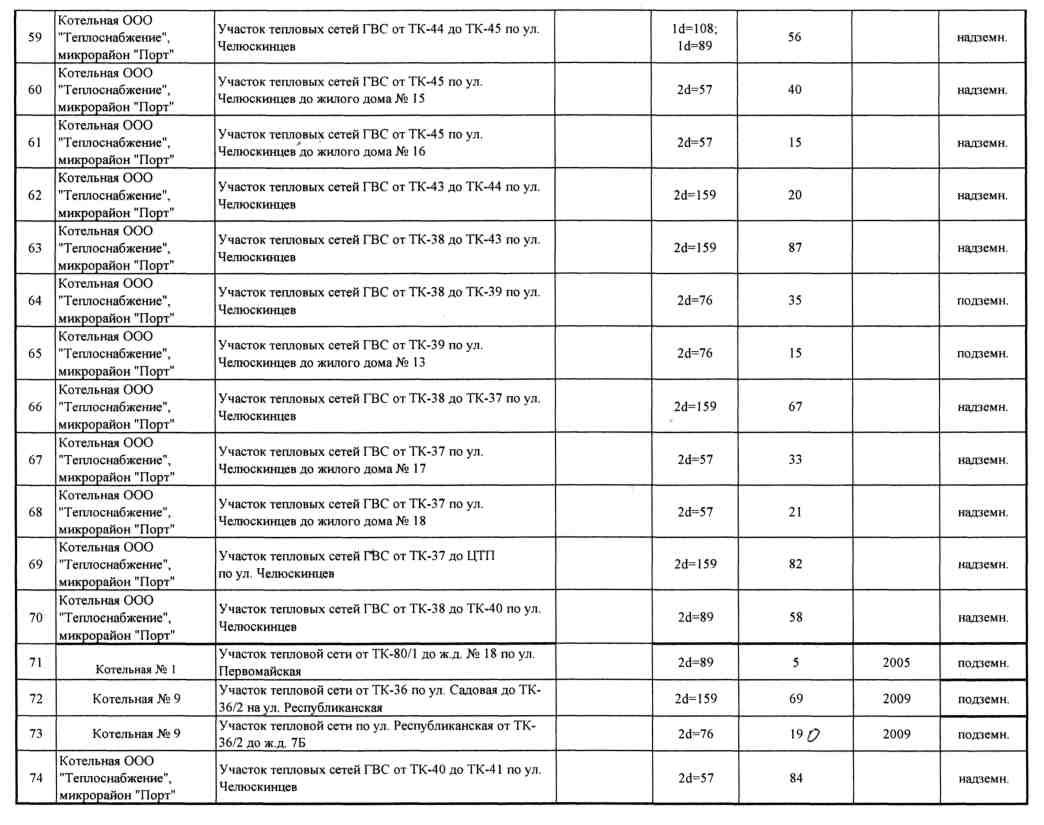 59
Котельная ООО
"Теплоснабжение",
микрорайон "Порт"
Участок тепловых сетей ГВС от ТК-44 до ТК-45 по ул.
Челюскинцев
1d=108;
1d=89
56
надземн.
60
Котельная ООО
"Теплоснабжение",
микрорайон "Порт"
Участок тепловых сетей ГВС от ТК-45 по ул.
Челюскинцев до жилого дома № 15
2d=57
40
надземн.
61
Котельная ООО
"Теплоснабжение",
микрорайон "Порт"
Участок тепловых сетей ГВС от ТК-45 по ул.
Челюскинцев до жилого дома № 16
2d=57
15
надземн.
62
Котельная ООО
"Теплоснабжение",
микрорайон "Порт"
Участок тепловых сетей ГВС от ТК-43 до ТК-44 по ул.
Челюскинцев
2d=159
20
надземн.
63
Котельная ООО
"Теплоснабжение",
микрорайон "Порт"
Участок тепловых сетей ГВС от ТК-38 до ТК-43 по ул.
Челюскинцев
2d=159
87
надземн.
64
Котельная ООО
"Теплоснабжение",
микрорайон "Порт"
Участок тепловых сетей ГВС от ТК-38 до ТК-39 по ул.
Челюскинцев
2d=76
35
подземн.
65
Котельная ООО
"Теплоснабжение",
микрорайон "Порт"
Участок тепловых сетей ГВС от ТК-39 по ул.
Челюскинцев до жилого дома № 13
2d=76
15
подземн.
66
Котельная ООО
"Теплоснабжение",
микрорайон "Порт"
Участок тепловых сетей ГВС от ТК-38 до ТК-37 по ул.
Челюскинцев
2d=159
67
надземн.
67
Котельная ООО
"Теплоснабжение",
микрорайон "Порт"
Участок тепловых сетей ГВС от ТК-37 по ул.
Челюскинцев до жилого дома № 17
2d=57
33
надземн.
68
Котельная ООО
"Теплоснабжение",
микрорайон "Порт"
Участок тепловых сетей ГВС от ТК-37 по ул.
Челюскинцев до жилого дома № 18
2d=57
21
надземн.
69
Котельная ООО
"Теплоснабжение",
микрорайон "Порт"
Участок тепловых сетей ГВС от ТК-37 до ЦТП
по ул. Челюскинцев
2d=159
82
надземн.
70
Котельная ООО
"Теплоснабжение",
микрорайон "Порт"
Участок тепловых сетей ГВС от ТК-38 до ТК-40 по ул.
Челюскинцев
2d=89
58
надземн.
71
Котельная № 1
Участок тепловой сети от ТК-80/1 до ж.д. № 18 по ул.
Первомайская
2d=89
5
2005
подземн.
72
Котельная № 9
Участок тепловой сети от ТК-36 по ул. Садовая до ТК-
36/2 на ул. Республиканская
2d=159
69
2009
подземн.
73
Котельная № 9
Участок тепловой сети по ул. Республиканская от ТК-
36/2 до ж.д. 7Б
2d=76
19 0
2009
подземн.
74
Котельная ООО
"Теплоснабжение",
микрорайон "Порт"
Участок тепловых сетей ГВС от ТК-40 до ТК-41 по ул.
Челюскинцев
2d=57
84
надземн.